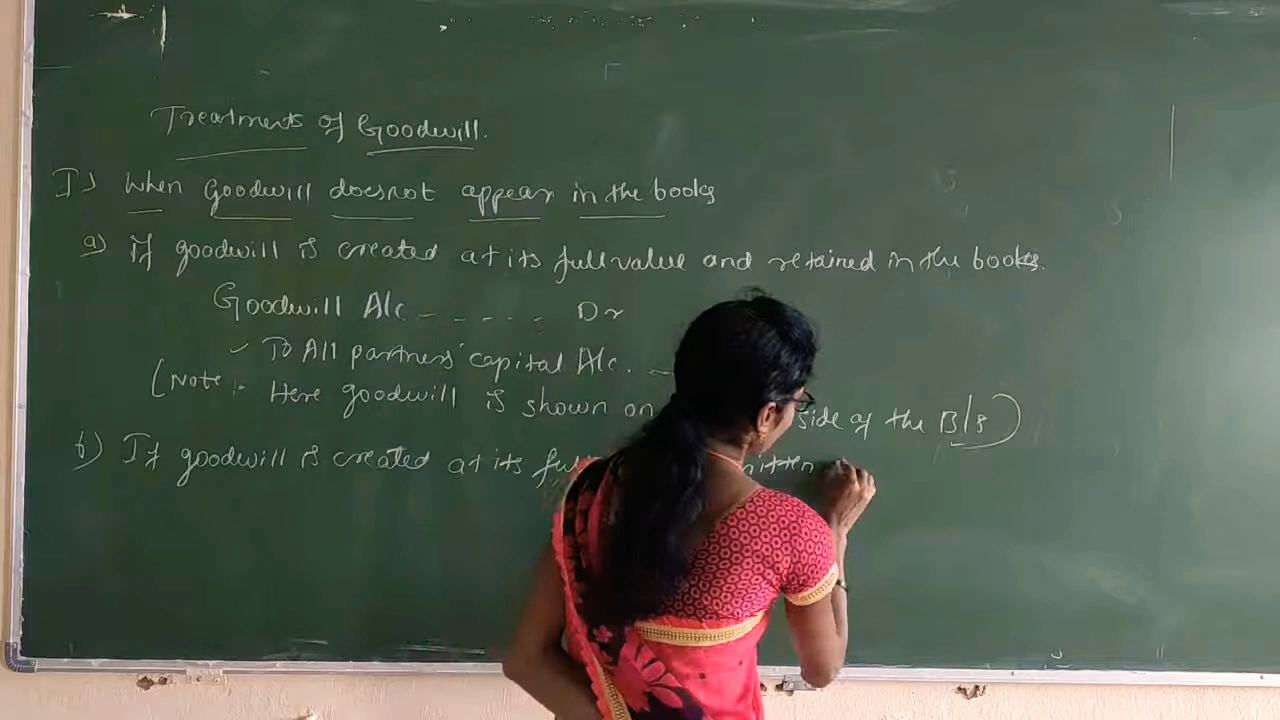 Treatments of Goodwill.
I) When Goodwill doesnot appear in the books
a) If goodwill is created at its full value and retained in the books.
Goodwill A/c - - - - - Dr
To All partners' capital A/c.
(Note :- Here goodwill is shown on side of the B/S)
b) If goodwill is created at its